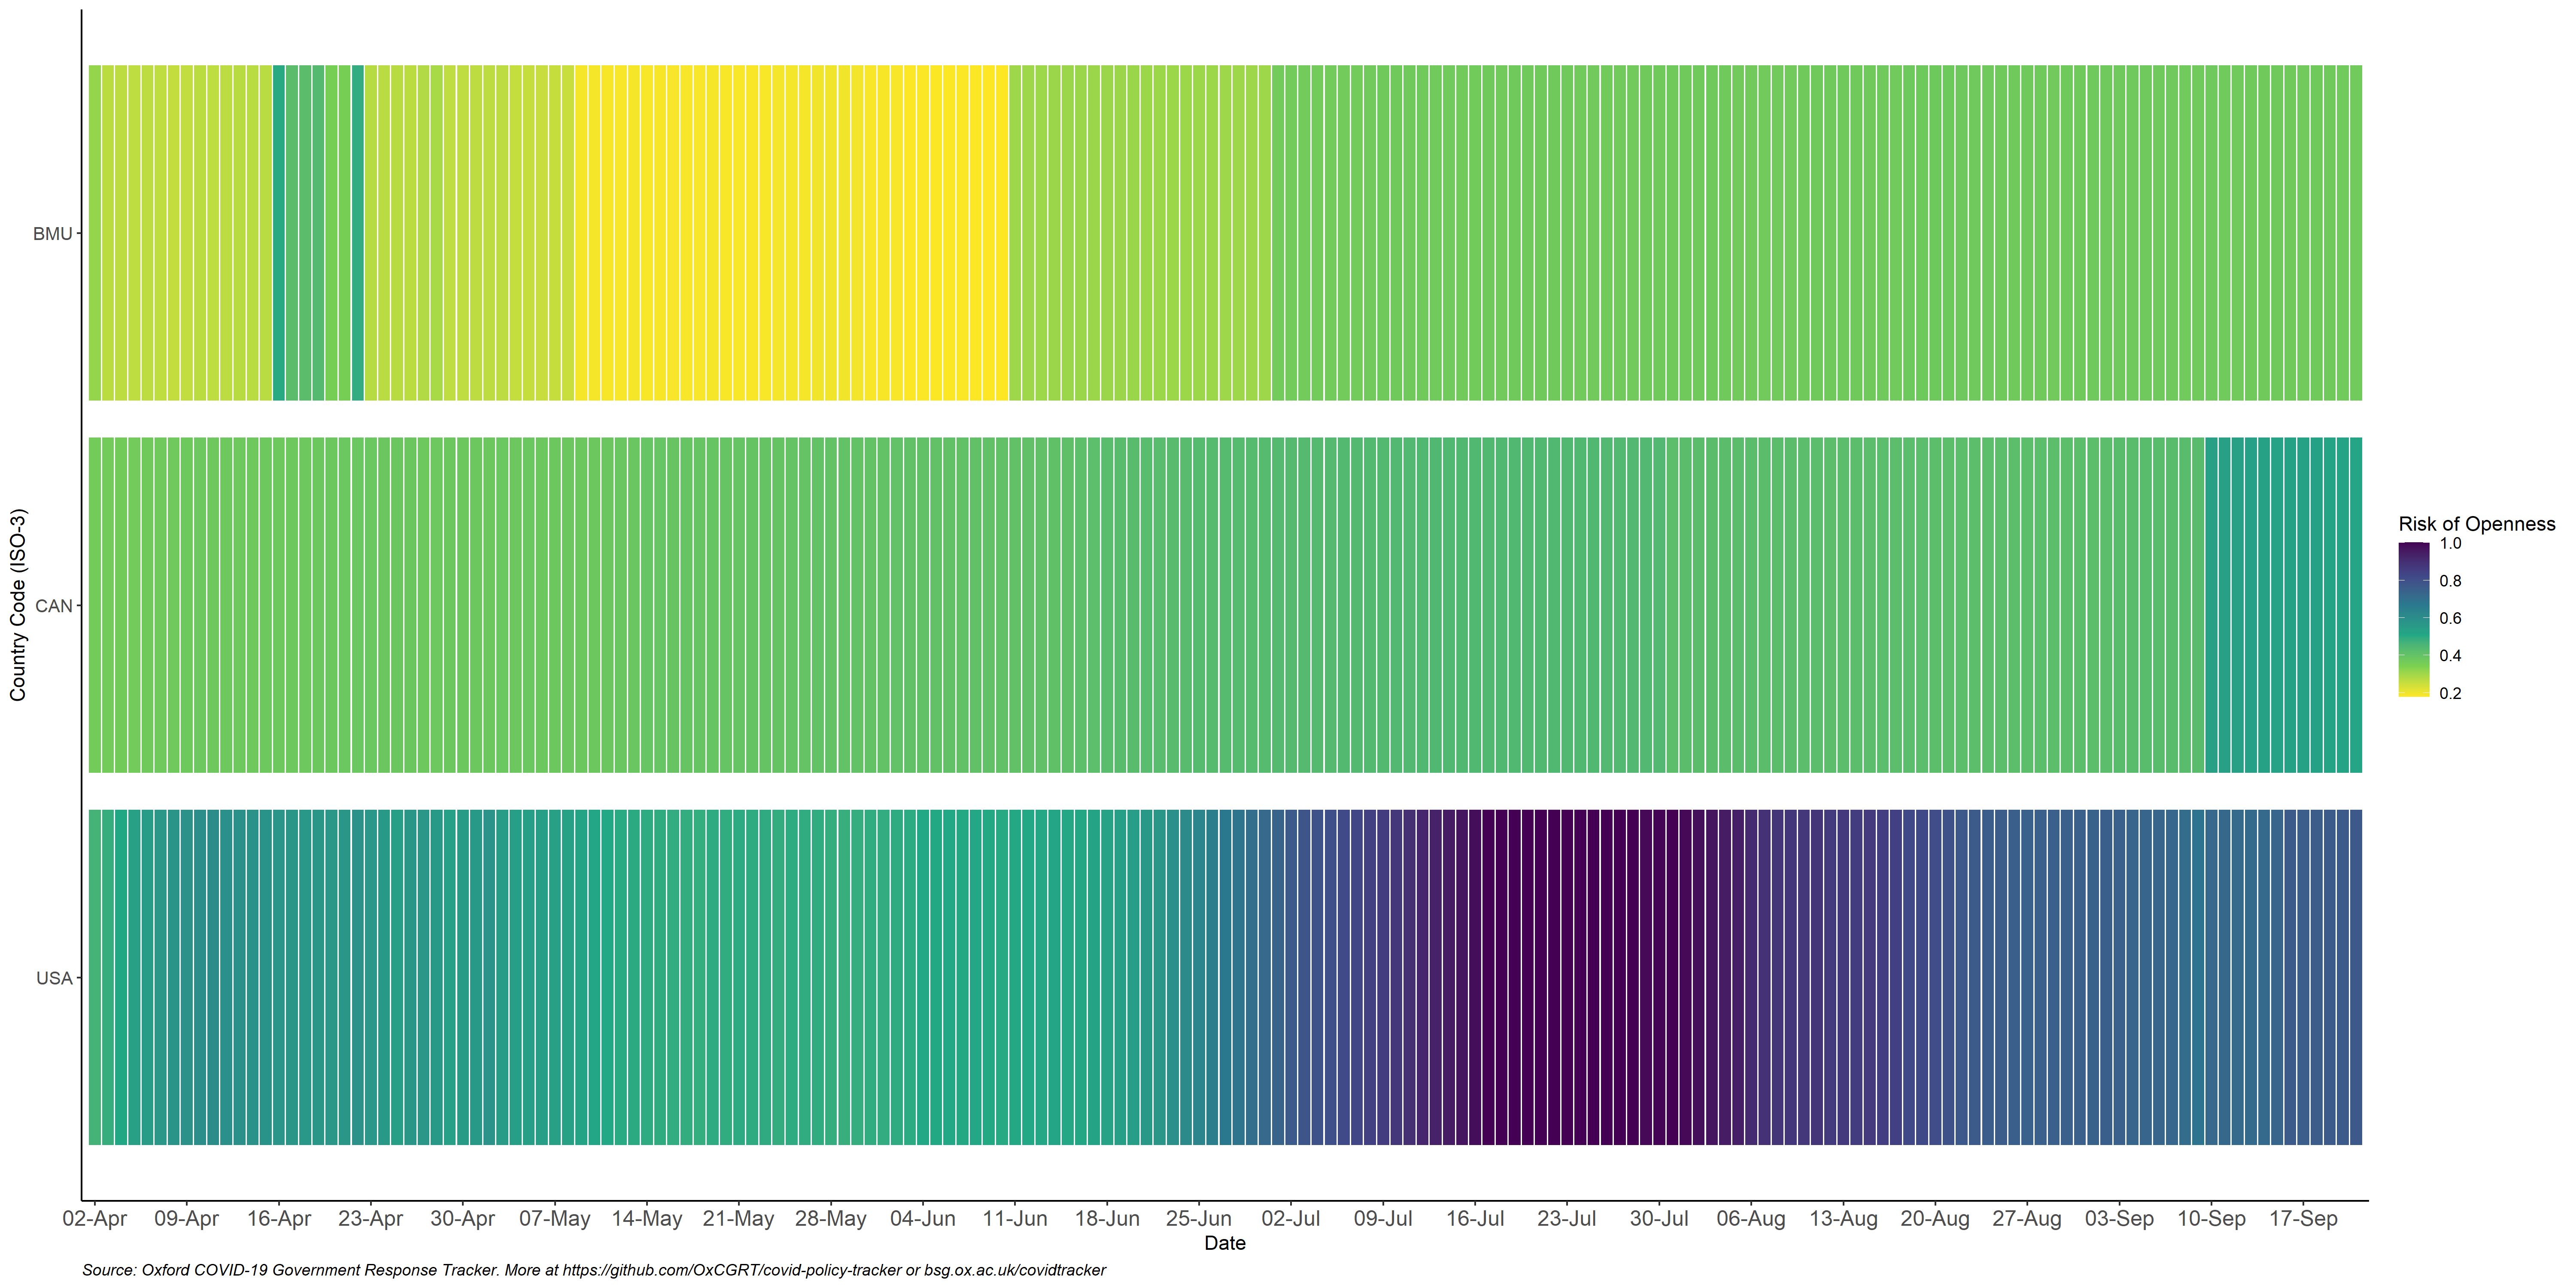 BMU
CAN
USA
Country Code (ISO-3)
Risk of Openness
1.0
0.8
0.6
0.4
0.2
02-Apr 09-Apr 16-Apr 23-Apr 30-Apr 07-May 14-May 21-May 28-May 04-Jun 11-Jun 18-Jun 25-Jun 02-Jul 09-Jul 16-Jul 23-Jul 30-Jul 06-Aug 13-Aug 20-Aug 27-Aug 03-Sep 10-Sep 17-Sep
Date
Source: Oxford COVID-19 Government Response Tracker. More at https://github.com/OxCGRT/covid-policy-tracker or bsg.ox.ac.uk/covidtracker